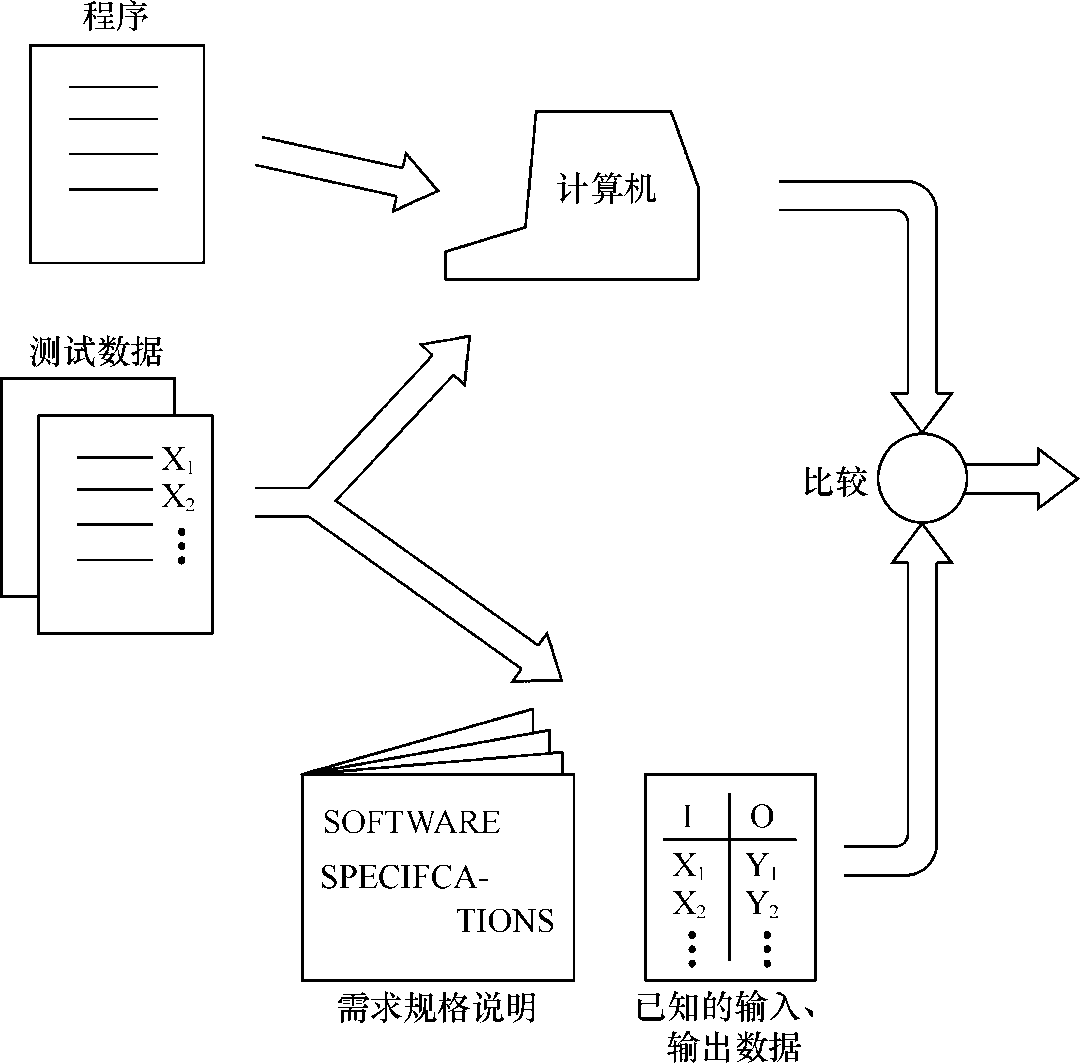 程序
计算机
测试数据
X₁
X₂
比较
SOFTWARE
SPECIFCA-
TIONS
I O
X₁ Y₁
X₂ Y₂
需求规格说明
已知的输入、
输出数据